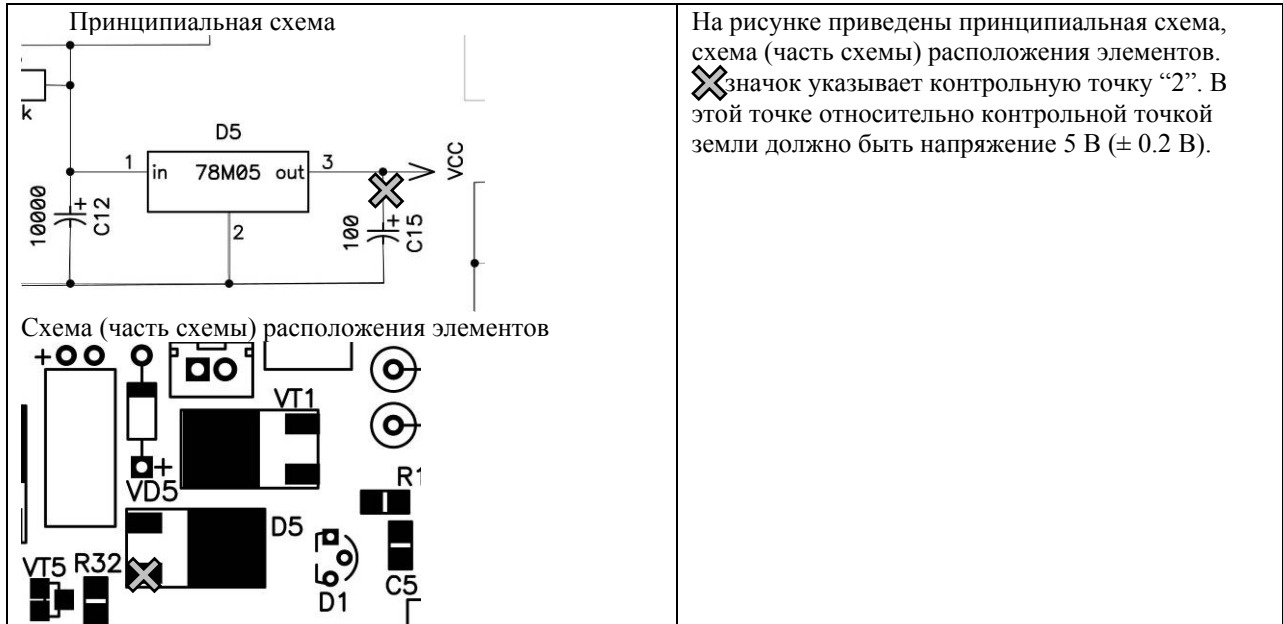 Принципиальная схема
k
D5
1
in
78M05
out
3
VCC
10000
+
C12
2
100
+
C15
Схема (часть схемы) расположения элементов
+
VT1
+
VD5
R1
D5
VT5
R32
D1
C5
На рисунке приведены принципиальная схема,
схема (часть схемы) расположения элементов.
значок указывает контрольную точку “2”. В
этой точке относительно контрольной точкой
земли должно быть напряжение 5 В (± 0.2 В).